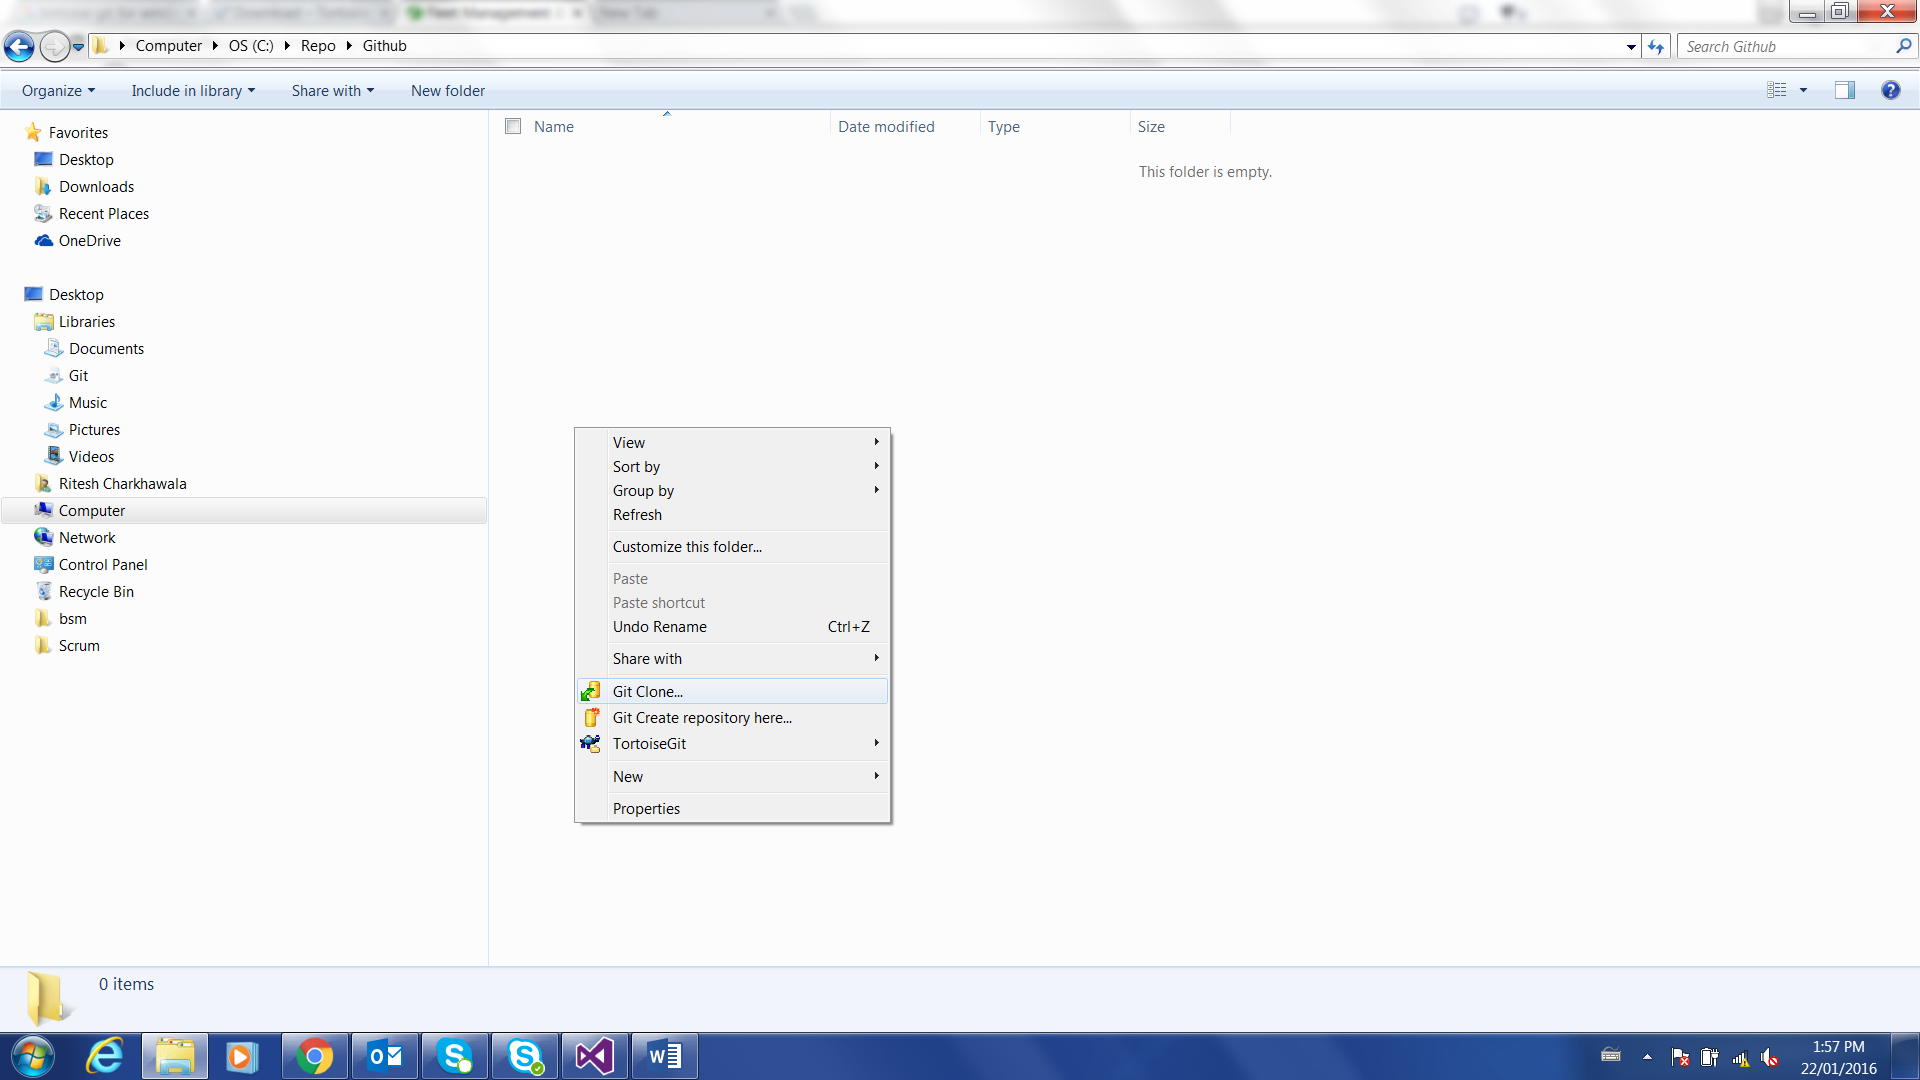 Fleet Management
New Tab
Computer OS (C:) Repo Github
Search Github
Organize Include in library Share with New folder
Name Date modified Type Size
This folder is empty.
Favorites
Desktop
Downloads
Recent Places
OneDrive
Desktop
Libraries
Documents
Git
Music
Pictures
Videos
Ritesh Charkhawala
Computer
Network
Control Panel
Recycle Bin
bsm
Scrum
View
Sort by
Group by
Refresh
Customize this folder...
Paste
Paste shortcut
Undo Rename Ctrl+Z
Share with
Git Clone...
Git Create repository here...
TortoiseGit
New
Properties
0 items
1:57 PM
22/01/2016